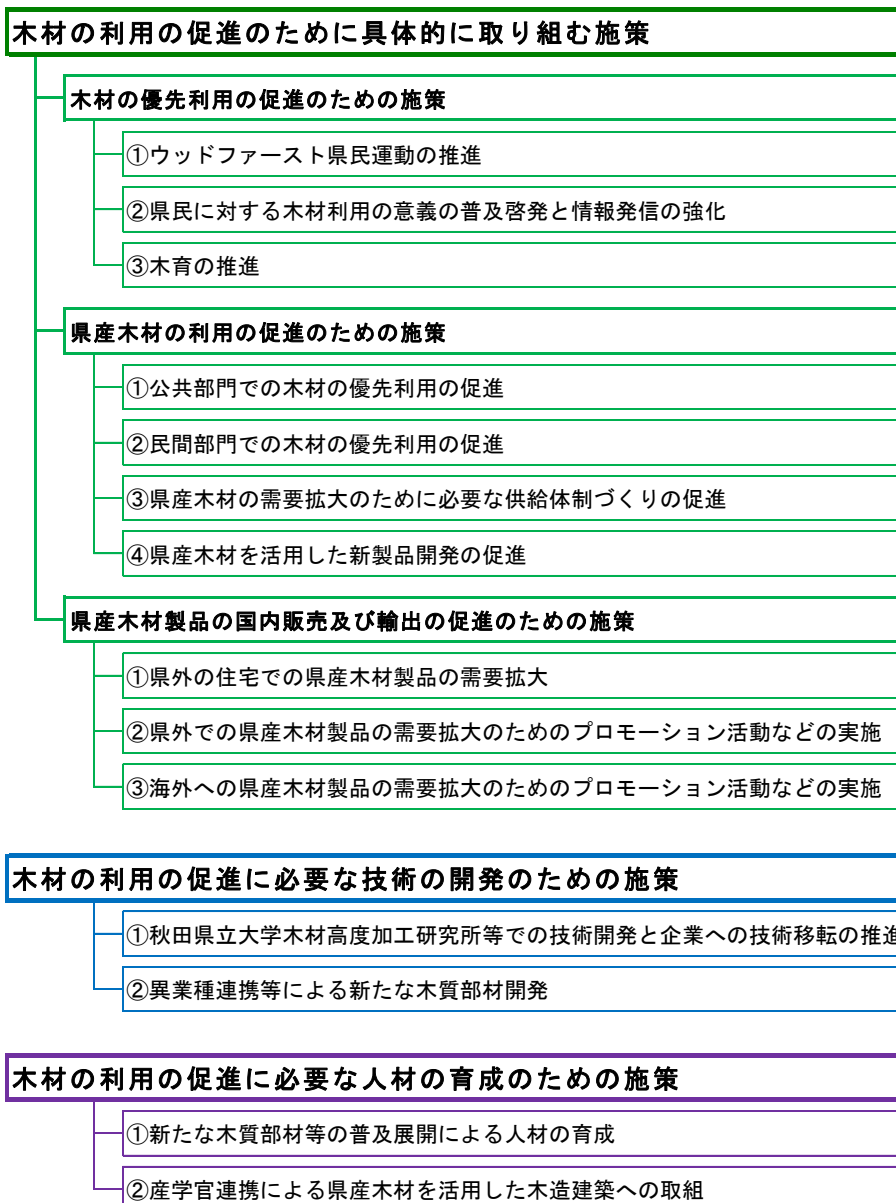 木材の利用の促進のために具体的に取り組む施策
木材の優先利用の促進のための施策
①ウッドファースト県民運動の推進
②県民に対する木材利用の意義の普及啓発と情報発信の強化
③木育の推進
県産木材の利用の促進のための施策
①公共部門での木材の優先利用の促進
②民間部門での木材の優先利用の促進
③県産木材の需要拡大のために必要な供給体制づくりの促進
④県産木材を活用した新製品開発の促進
県産木材製品の国内販売及び輸出の促進のための施策
①県外の住宅での県産木材製品の需要拡大
②県外での県産木材製品の需要拡大のためのプロモーション活動などの実施
③海外への県産木材製品の需要拡大のためのプロモーション活動などの実施
木材の利用の促進に必要な技術の開発のための施策
①秋田県立大学木材高度加工研究所等での技術開発と企業への技術移転の推進
②異業種連携等による新たな木質部材開発
木材の利用の促進に必要な人材の育成のための施策
①新たな木質部材等の普及展開による人材の育成
②産学官連携による県産木材を活用した木造建築への取組